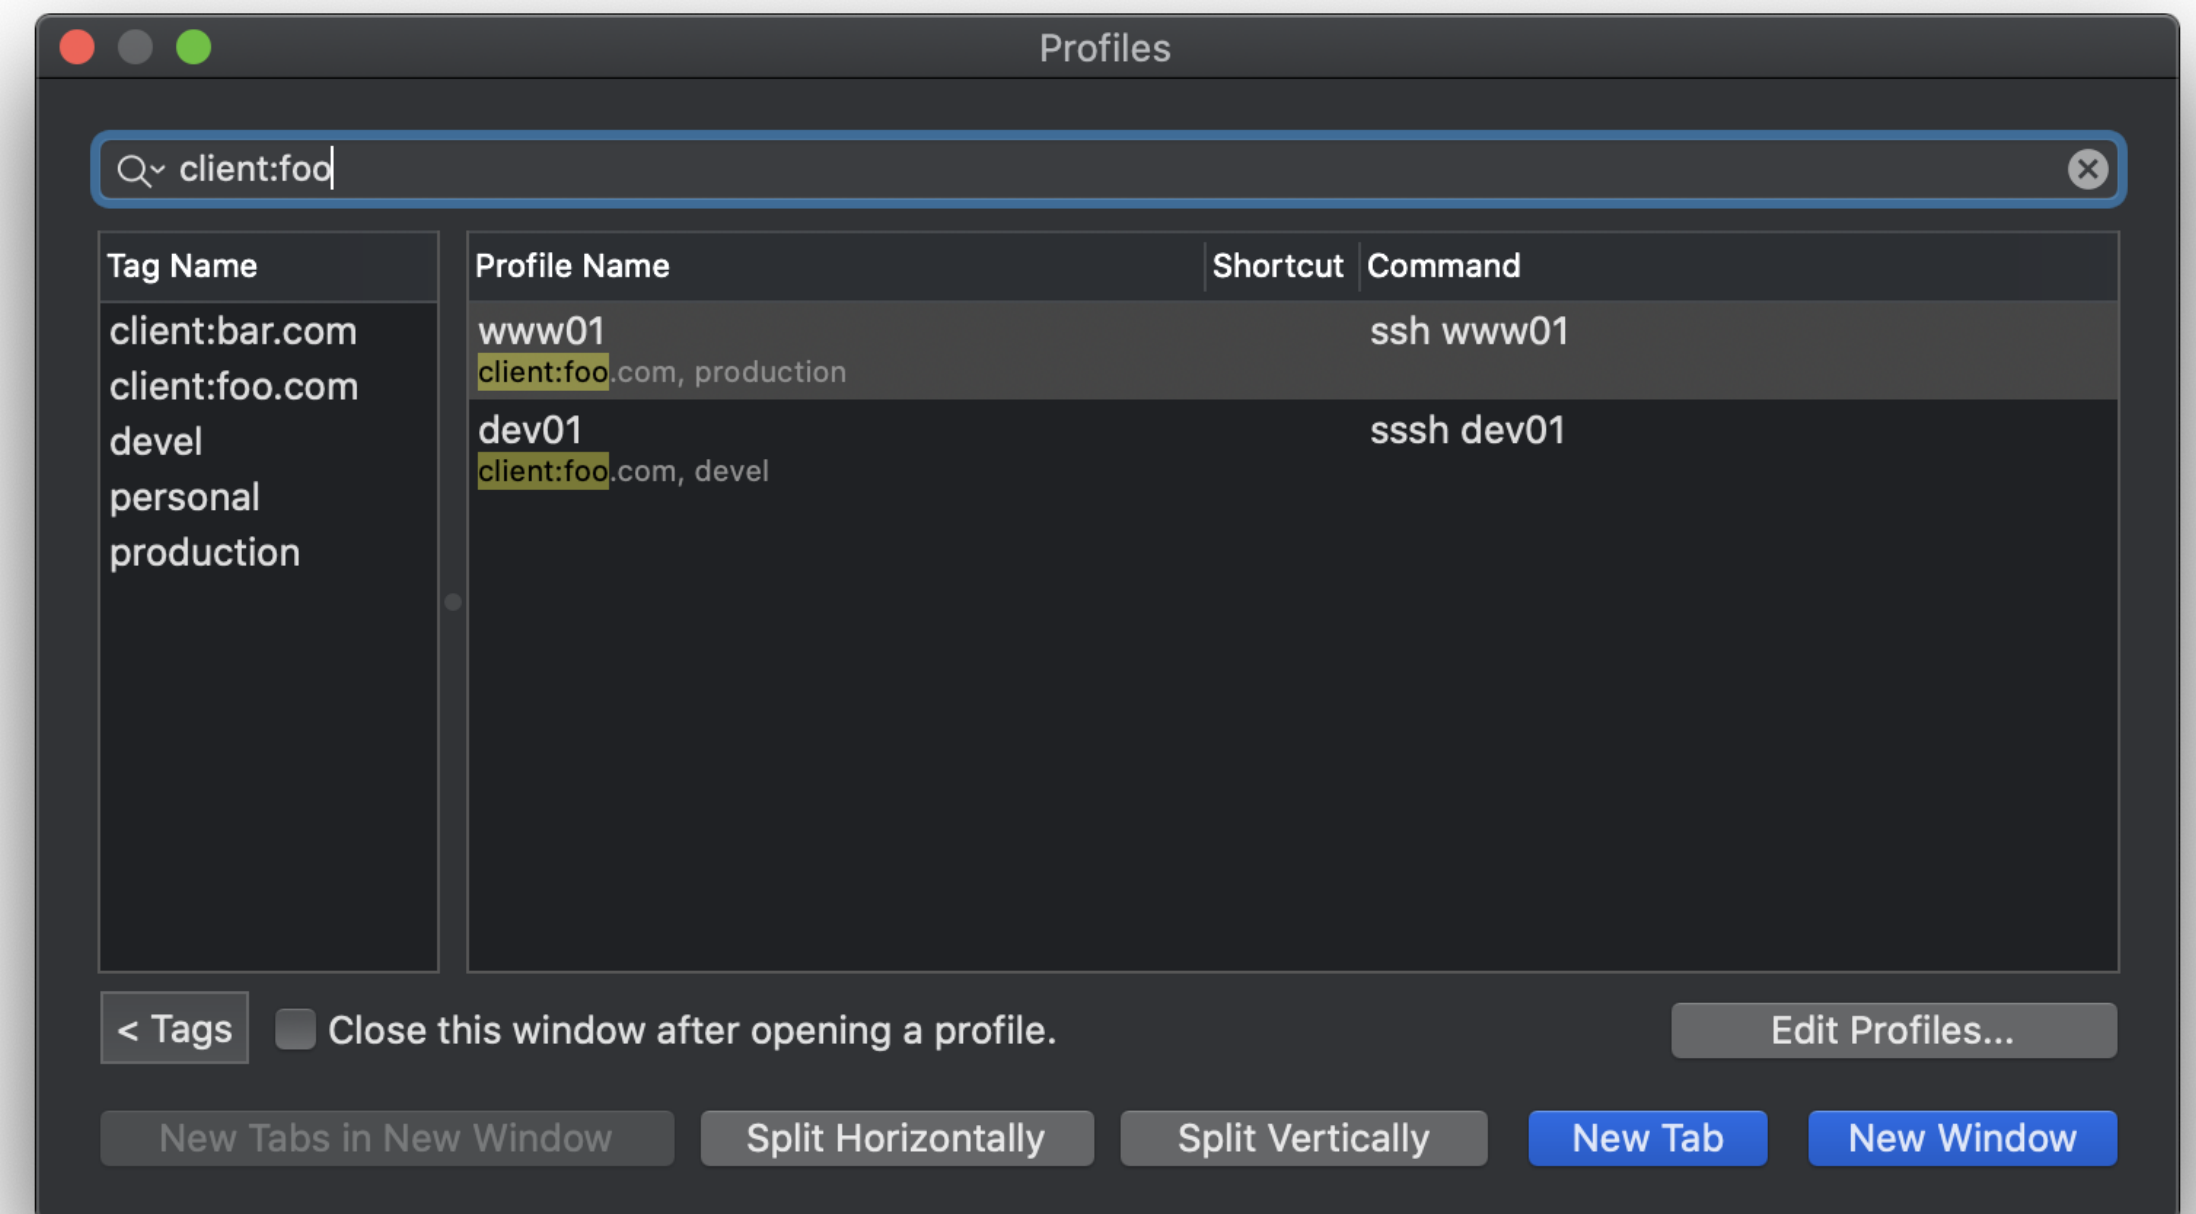 Profiles
client:foo
Tag Name
client:bar.com
client:foo.com
devel
personal
production
Profile Name Shortcut Command
www01 ssh www01
client:foo.com, production
dev01 sssh dev01
client:foo.com, devel
< Tags Close this window after opening a profile. Edit Profiles...
New Tabs in New Window Split Horizontally Split Vertically New Tab New Window